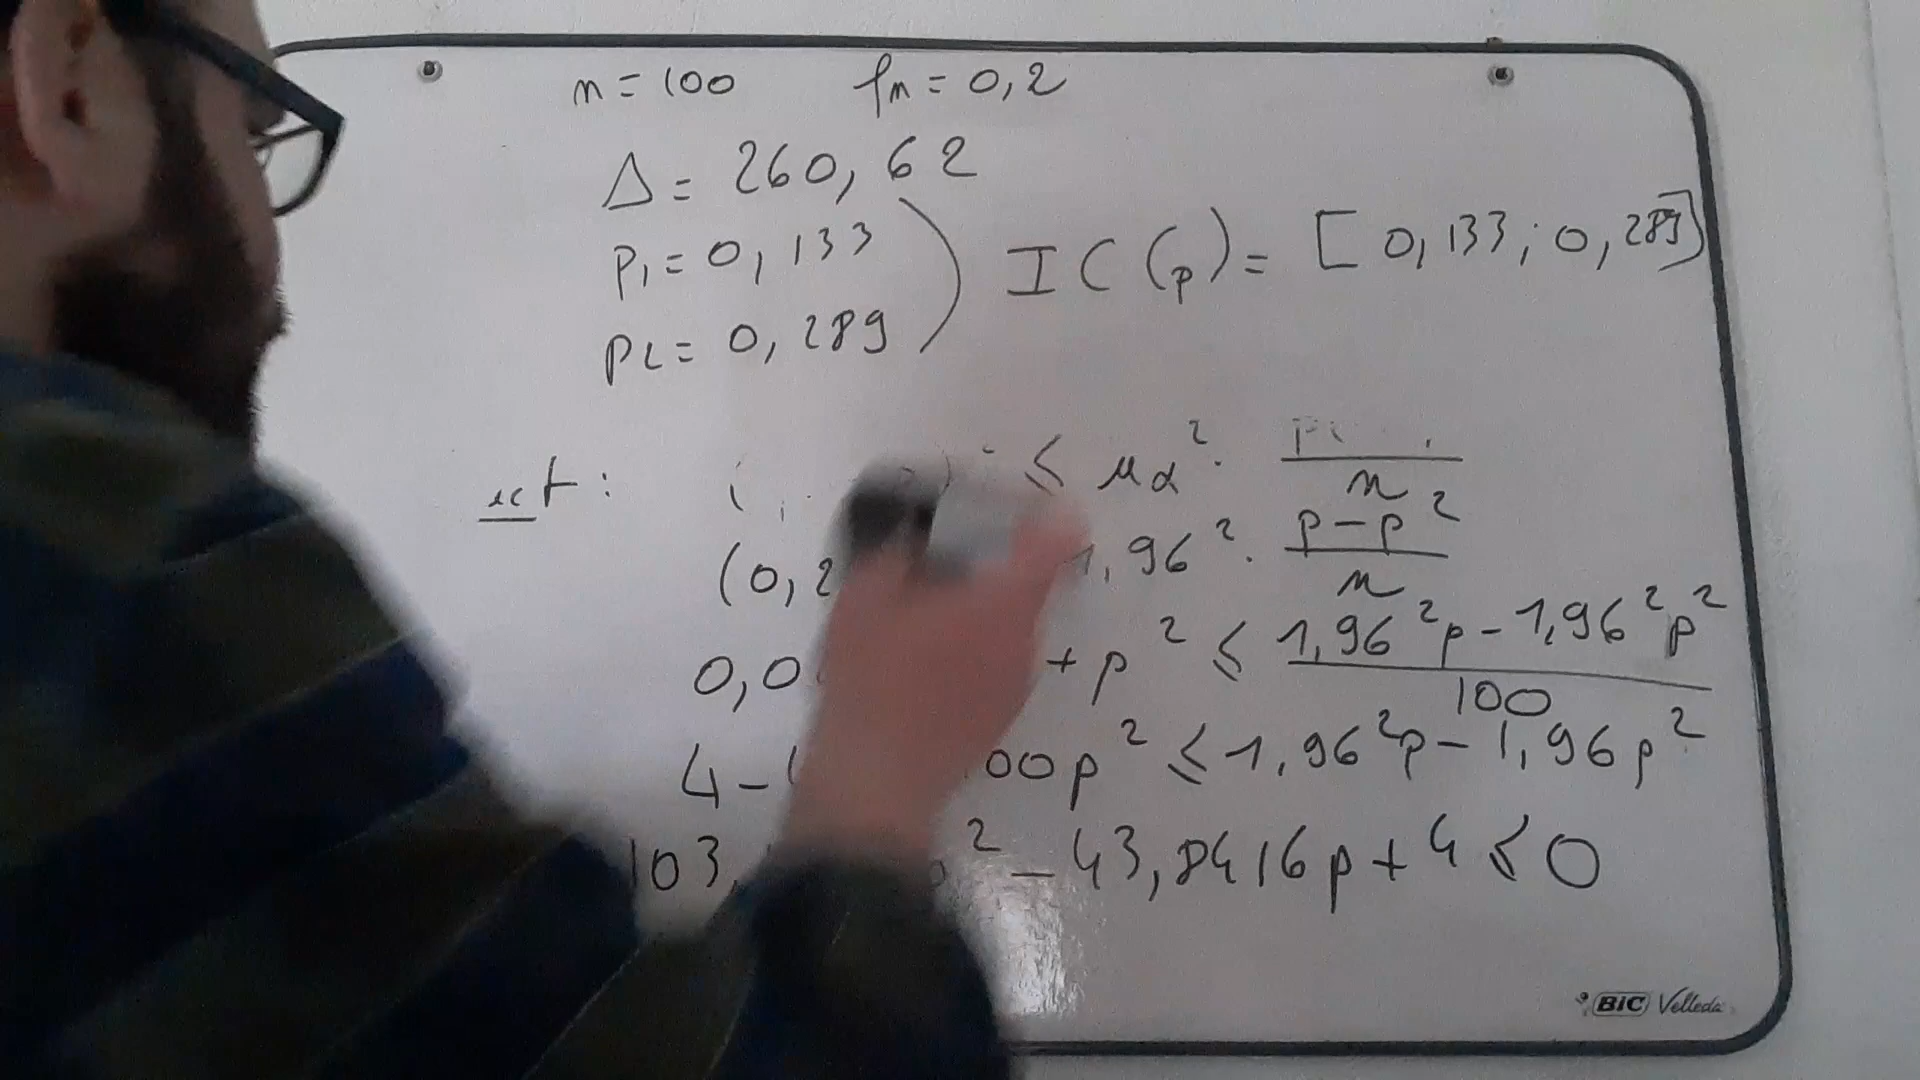 n = 100 fn = 0,2
Δ = 260,62
p1 = 0,133
p2 = 0,289
IC(p) = [0,133 ; 0,289]
≤ uα² · / n
(0,2 1,96² · p-p² / n
0,0 + p² ≤ 1,96²p - 1,96²p² / 100
4 - 00p² ≤ 1,96²p - 1,96p²
103, p² - 43,8416p + 4 ≤ 0
BIC Velleda